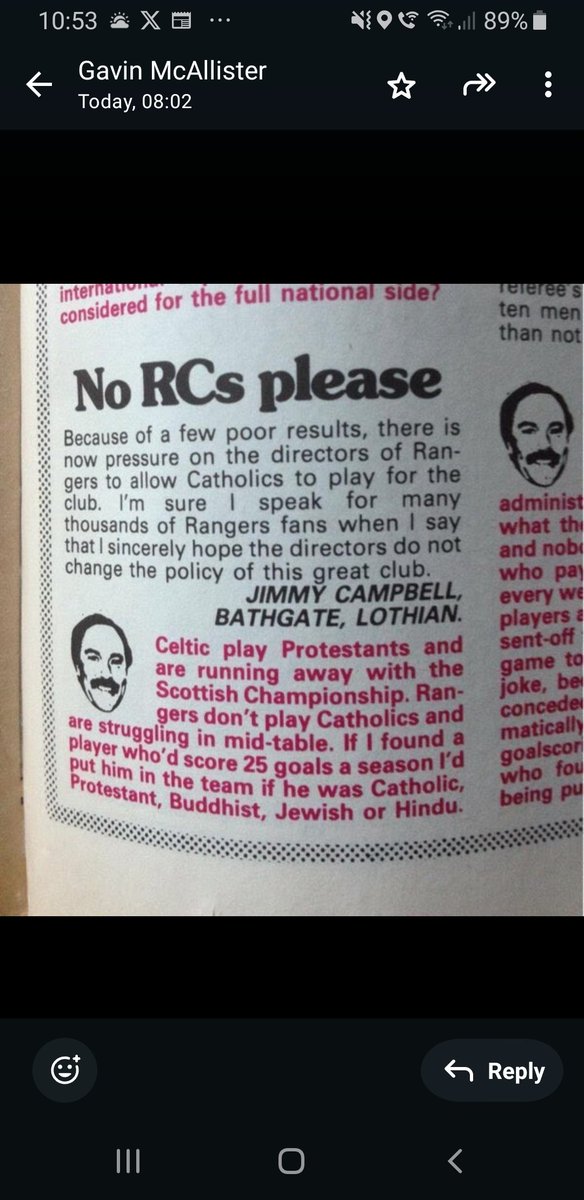 10:53
89%
Gavin McAllister
Today, 08:02
considered for the full national side?
No RCs please
Because of a few poor results, there is
now pressure on the directors of Ran-
gers to allow Catholics to play for the
club. I'm sure I speak for many
thousands of Rangers fans when I say
that I sincerely hope the directors do not
change the policy of this great club.
JIMMY CAMPBELL,
BATHGATE, LOTHIAN.
Celtic play Protestants and
are running away with the
Scottish Championship. Ran-
gers don't play Catholics and
are struggling in mid-table. If I found a
player who'd score 25 goals a season I'd
put him in the team if he was Catholic,
Protestant, Buddhist, Jewish or Hindu.
referee's
ten men
than not
administ
what th
and nob
who pay
every we
players a
sent-off
game to
joke, be
concede
matically
goalscor
who fou
being pu
Reply